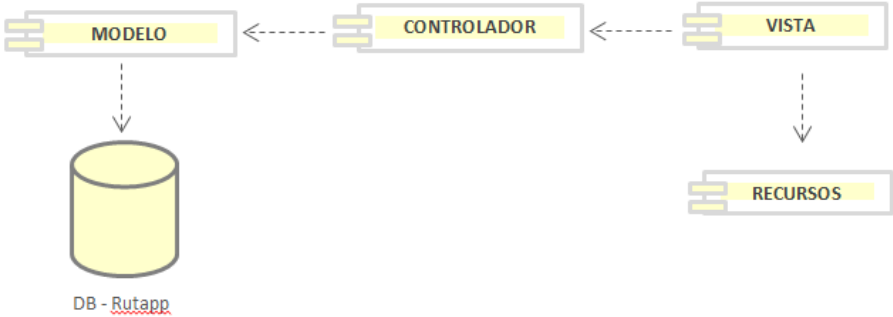 MODELO
CONTROLADOR
VISTA
RECURSOS
DB - Rutapp